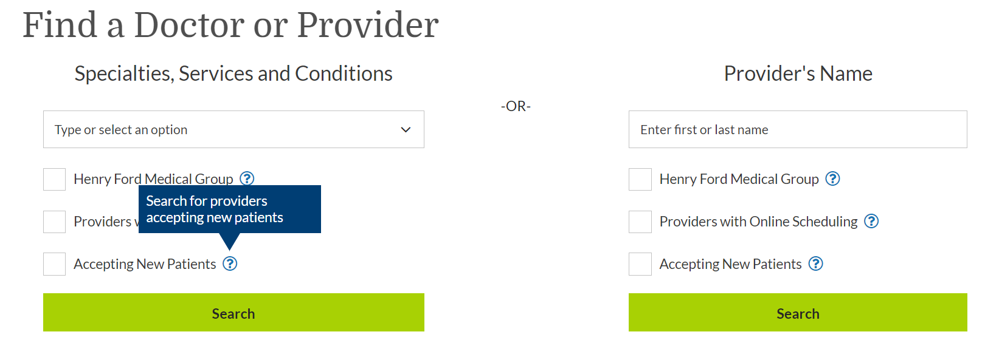 Find a Doctor or Provider
Specialties, Services and Conditions
Type or select an option
Henry Ford Medical Group ?
Search for providers
accepting new patients
Providers
Accepting New Patients ?
Search
-OR-
Provider's Name
Enter first or last name
Henry Ford Medical Group ?
Providers with Online Scheduling ?
Accepting New Patients ?
Search